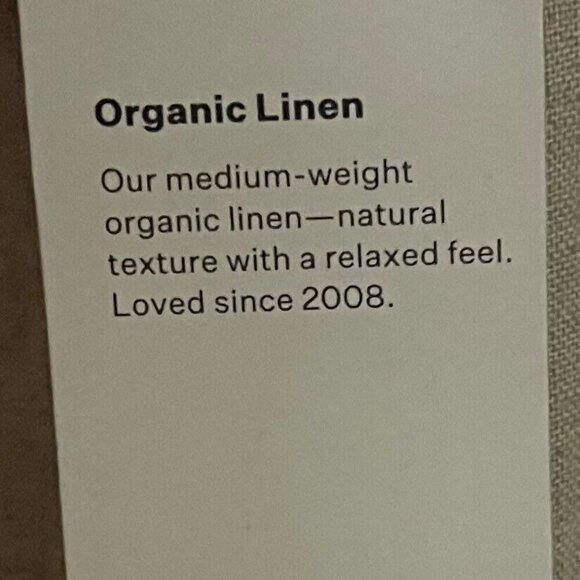 Organic Linen
Our medium-weight
organic linen—natural
texture with a relaxed feel.
Loved since 2008.